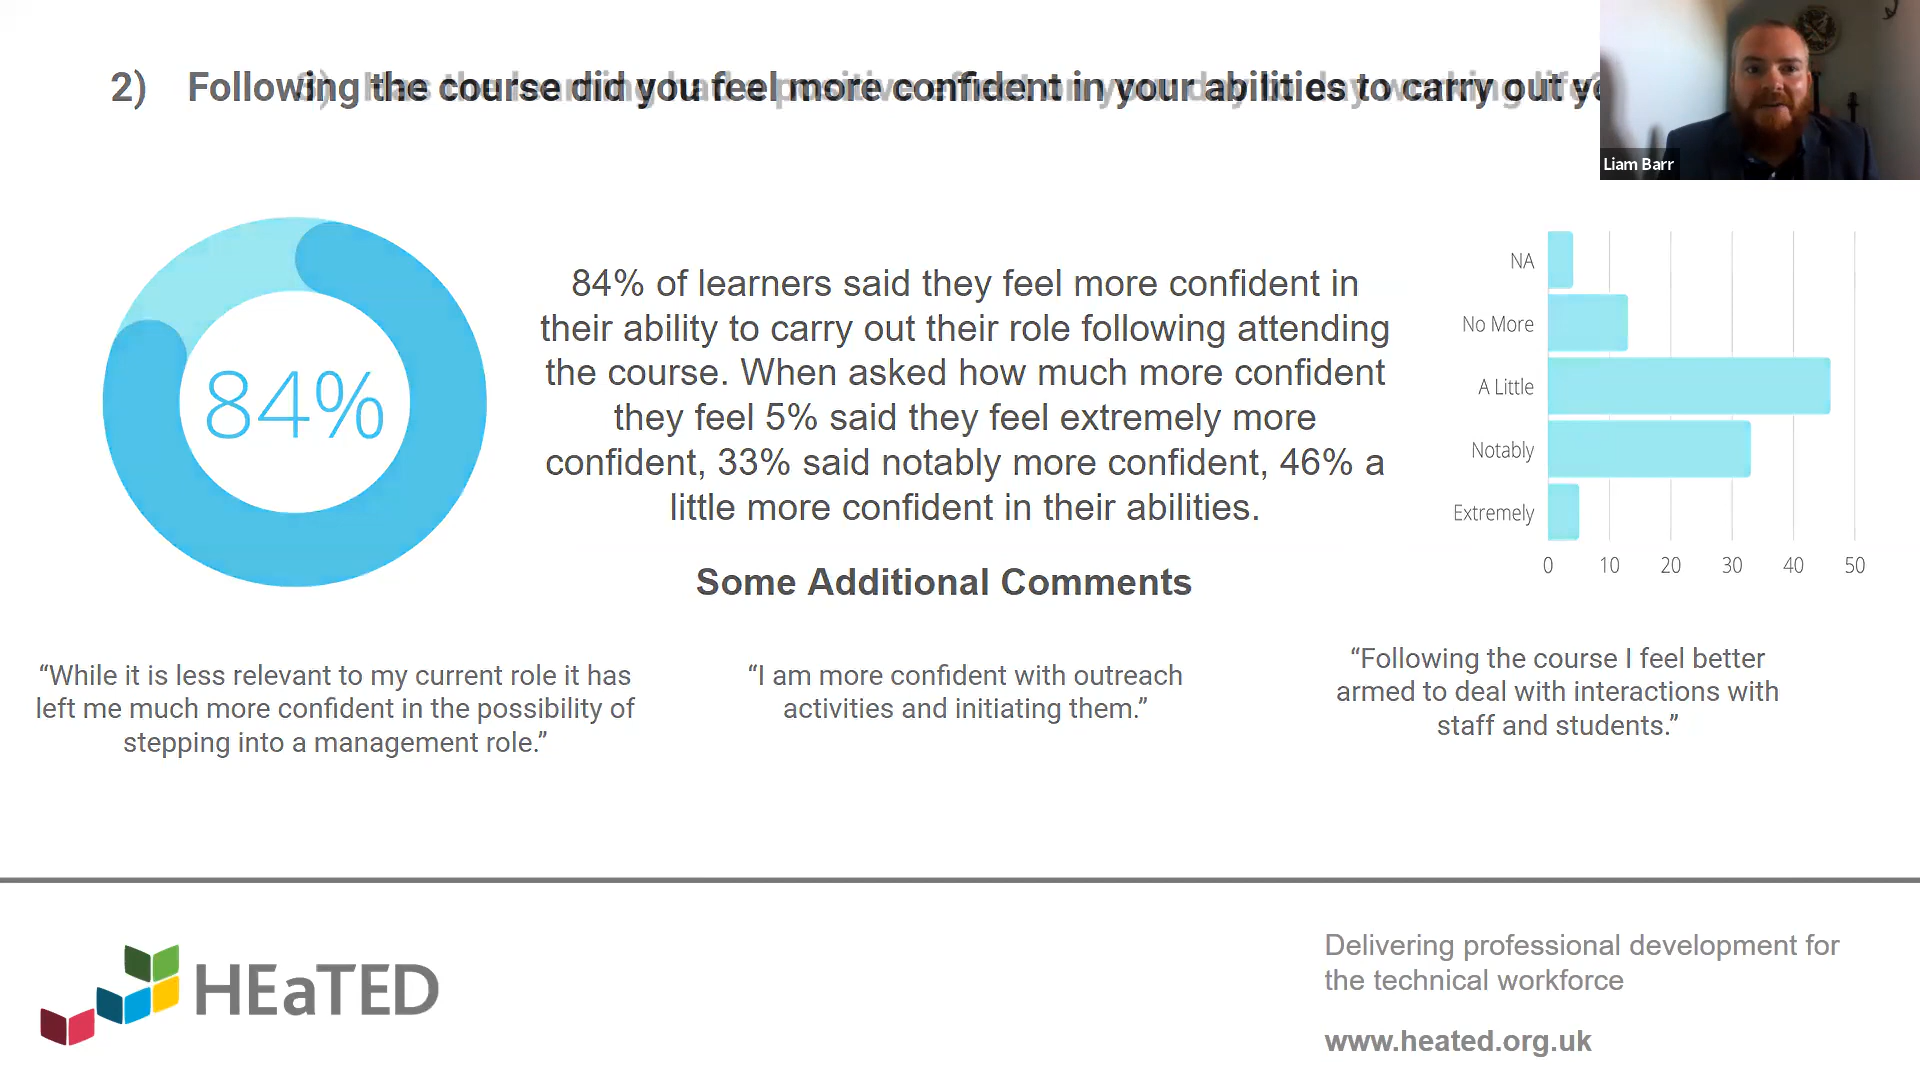 2) Following the course did you feel more confident in your abilities to carry out
Liam Barr
84%
84% of learners said they feel more confident in
their ability to carry out their role following attending
the course. When asked how much more confident
they feel 5% said they feel extremely more
confident, 33% said notably more confident, 46% a
little more confident in their abilities.
NA
No More
A Little
Notably
Extremely
0 10 20 30 40 50
Some Additional Comments
“While it is less relevant to my current role it has
left me much more confident in the possibility of
stepping into a management role.”
“I am more confident with outreach
activities and initiating them.”
“Following the course I feel better
armed to deal with interactions with
staff and students.”
HEaTED
Delivering professional development for
the technical workforce
www.heated.org.uk